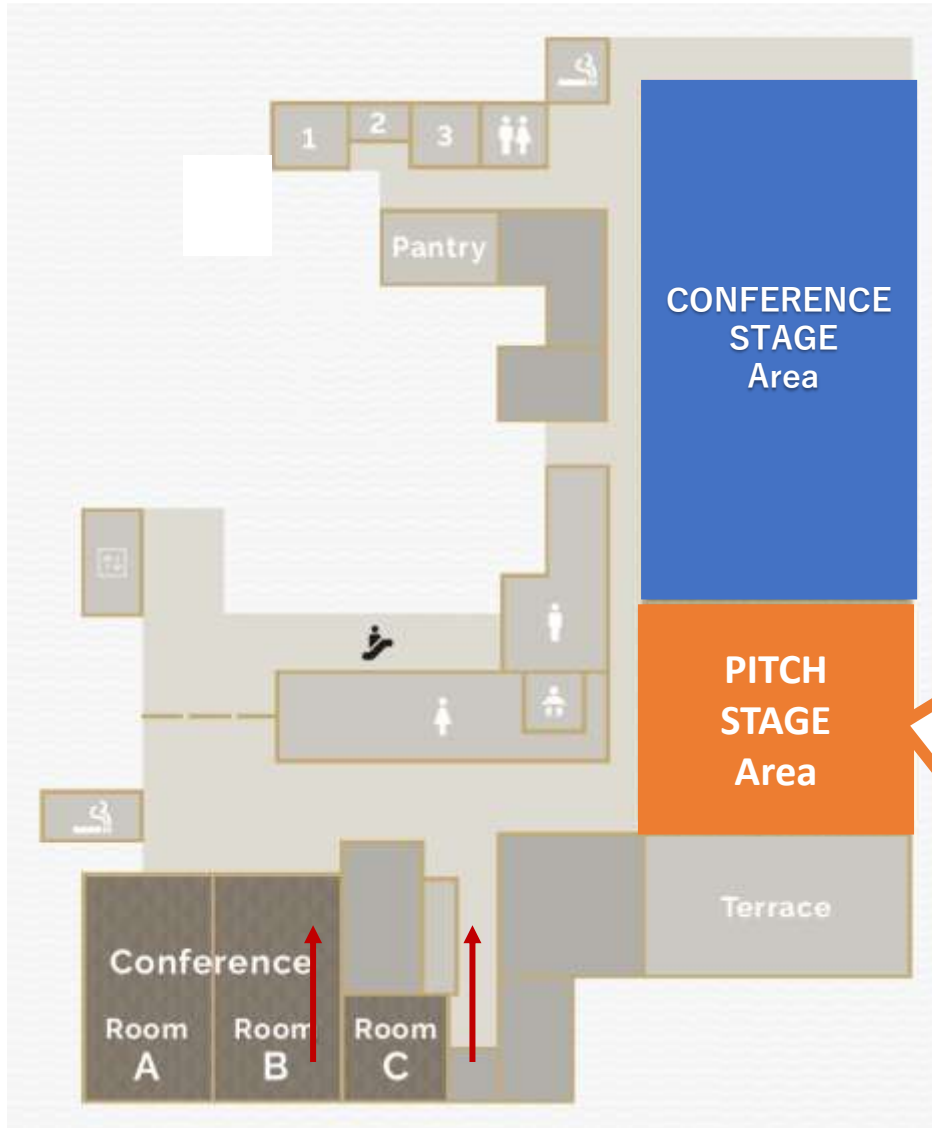 1
2
3
Pantry
CONFERENCE
STAGE
Area
PITCH
STAGE
Area
Terrace
Conference
Room
A
Room
B
Room
C